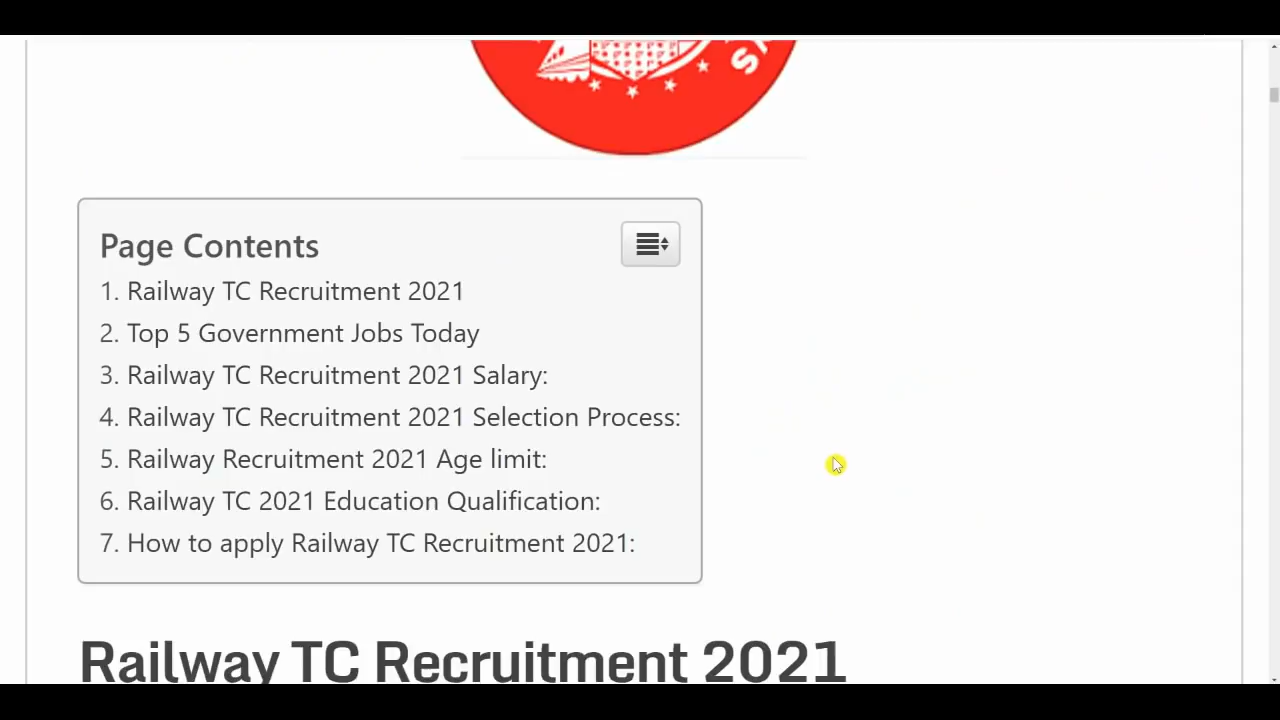 Page Contents
1. Railway TC Recruitment 2021
2. Top 5 Government Jobs Today
3. Railway TC Recruitment 2021 Salary:
4. Railway TC Recruitment 2021 Selection Process:
5. Railway Recruitment 2021 Age limit:
6. Railway TC 2021 Education Qualification:
7. How to apply Railway TC Recruitment 2021:
Railway TC Recruitment 2021